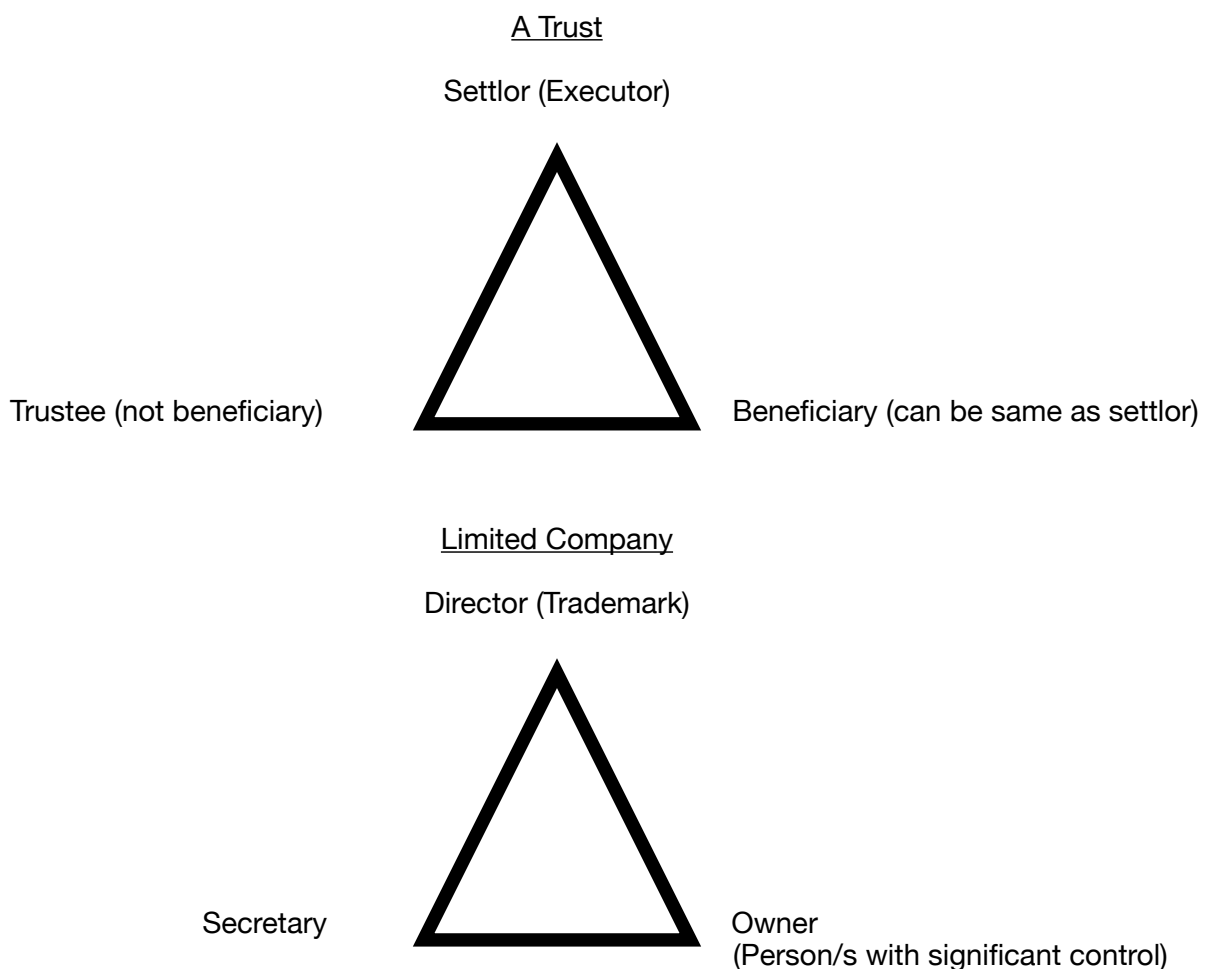 A Trust
Settlor (Executor)
Trustee (not beneficiary)
Beneficiary (can be same as settlor)
Limited Company
Director (Trademark)
Secretary
Owner
(Person/s with significant control)